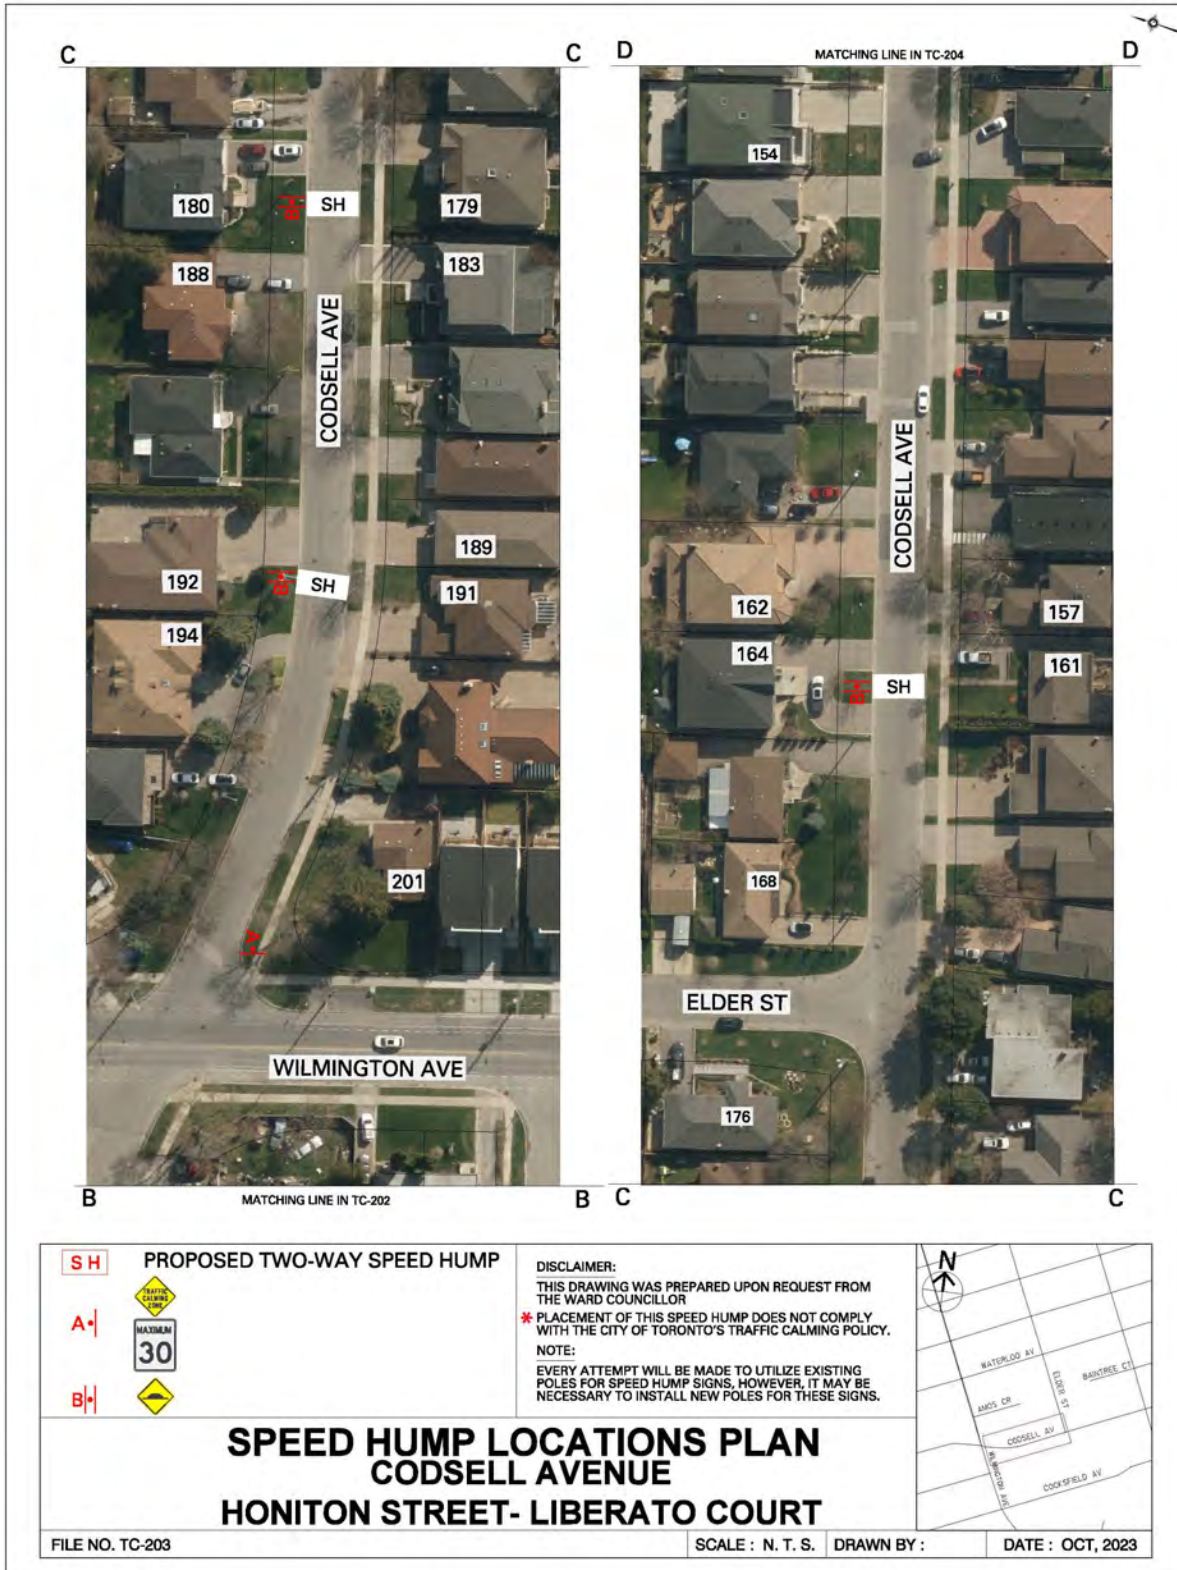 C
C
180
B
SH
179
188
183
CODSELL AVE
192
B
SH
189
191
194
201
A
WILMINGTON AVE
B
B
MATCHING LINE IN TC-202
D
D
MATCHING LINE IN TC-204
154
CODSELL AVE
162
157
164
161
B
SH
168
ELDER ST
176
C
C
S H
PROPOSED TWO-WAY SPEED HUMP
TRAFFIC
CALMING
ZONE
A
MAXIMUM
30
B
DISCLAIMER:
THIS DRAWING WAS PREPARED UPON REQUEST FROM
THE WARD COUNCILLOR
* PLACEMENT OF THIS SPEED HUMP DOES NOT COMPLY
WITH THE CITY OF TORONTO'S TRAFFIC CALMING POLICY.
NOTE:
EVERY ATTEMPT WILL BE MADE TO UTILIZE EXISTING
POLES FOR SPEED HUMP SIGNS, HOWEVER, IT MAY BE
NECESSARY TO INSTALL NEW POLES FOR THESE SIGNS.
N
WATERLOO AV
ELDER ST
BAINTREE CT
AMOS CR
CODSELL AV
WILMINGTON AVE
COCKSFIELD AV
SPEED HUMP LOCATIONS PLAN
CODSELL AVENUE
HONITON STREET- LIBERATO COURT
FILE NO. TC-203
SCALE : N. T. S.
DRAWN BY :
DATE : OCT, 2023